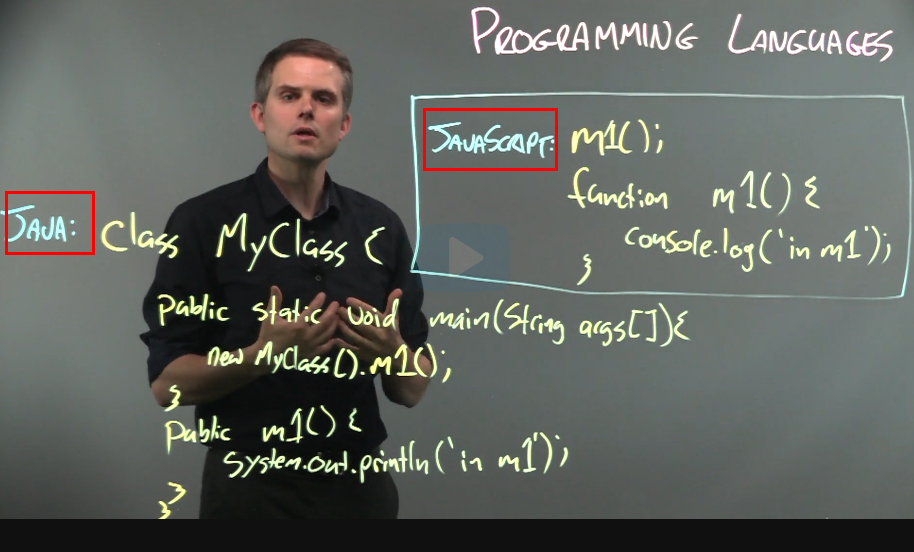 PROGRAMMING LANGUAGES
JAVASCRIPT: m1();
function m1() {
console.log('in m1');
}
JAVA: class MyClass {
public static void main(String args[]){
new MyClass().m1();
}
public m1() {
System.out.println('in m1');
}
}